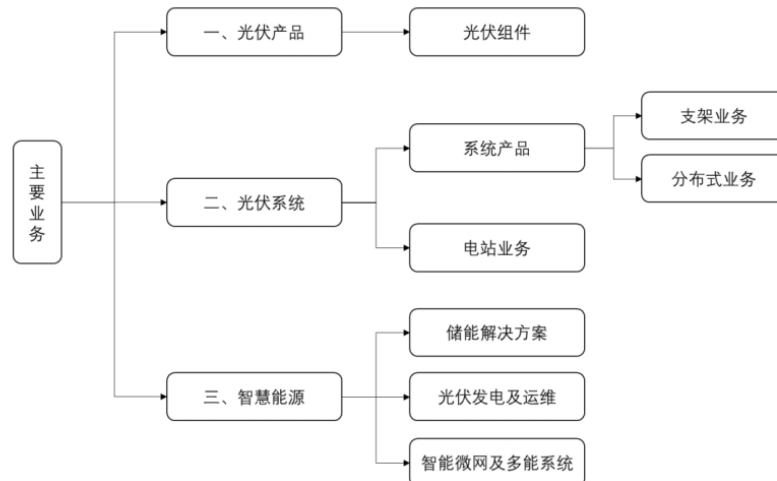 主要业务
一、光伏产品
光伏组件
二、光伏系统
系统产品
支架业务
分布式业务
电站业务
三、智慧能源
储能解决方案
光伏发电及运维
智能微网及多能系统